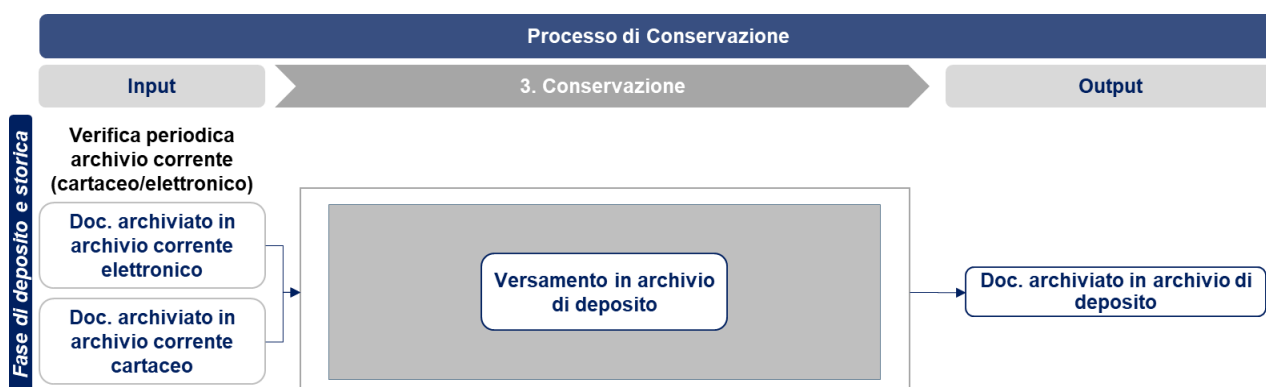 Processo di Conservazione
Input
3. Conservazione
Output
Fase di deposito e storica
Verifica periodica
archivio corrente
(cartaceo/elettronico)
Doc. archiviato in
archivio corrente
elettronico
Doc. archiviato in
archivio corrente
cartaceo
Versamento in archivio
di deposito
Doc. archiviato in archivio di
deposito